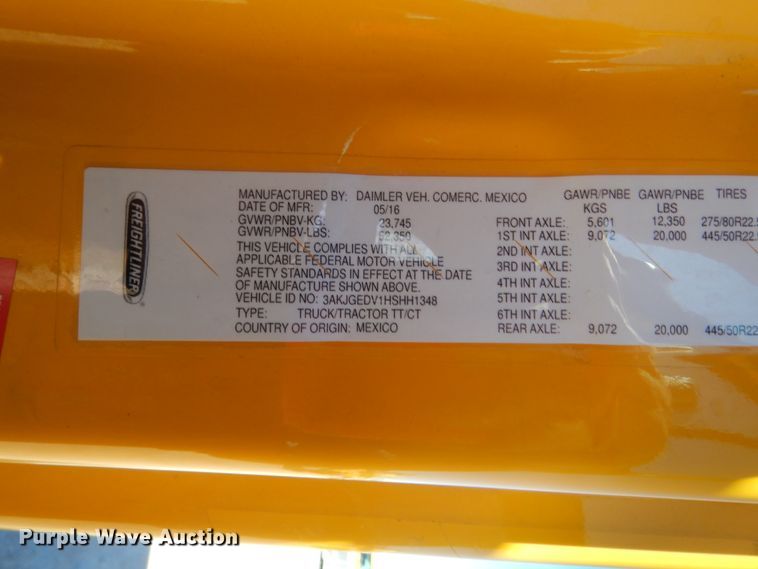 FREIGHTLINER
MANUFACTURED BY: DAIMLER VEH. COMERC. MEXICO
DATE OF MFR: 05/16
GVWR/PNBV-KG: 23,745
GVWR/PNBV-LBS: 52,350
THIS VEHICLE COMPLIES WITH ALL
APPLICABLE FEDERAL MOTOR VEHICLE
SAFETY STANDARDS IN EFFECT AT THE DATE
OF MANUFACTURE SHOWN ABOVE.
VEHICLE ID NO: 3AKJGEDV1HSHH1348
TYPE: TRUCK/TRACTOR TT/CT
COUNTRY OF ORIGIN: MEXICO
GAWR/PNBE GAWR/PNBE TIRES
KGS LBS
FRONT AXLE: 5,601 12,350 275/80R22.5
1ST INT AXLE: 9,072 20,000 445/50R22.5
2ND INT AXLE:
3RD INT AXLE:
4TH INT AXLE:
5TH INT AXLE:
6TH INT AXLE:
REAR AXLE: 9,072 20,000 445/50R22.
Purple Wave Auction